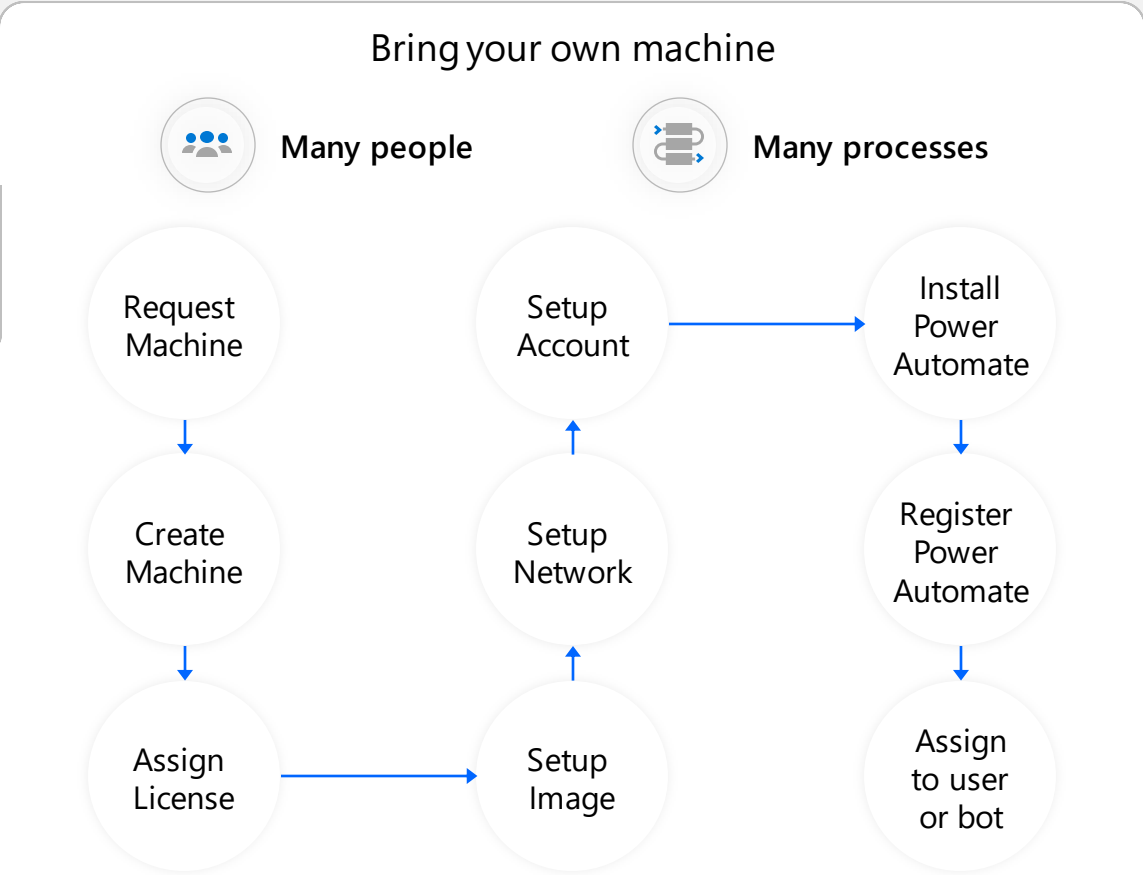 Bring your own machine
Many people
Many processes
Request
Machine
Create
Machine
Assign
License
Setup
Image
Setup
Network
Setup
Account
Install
Power
Automate
Register
Power
Automate
Assign
to user
or bot